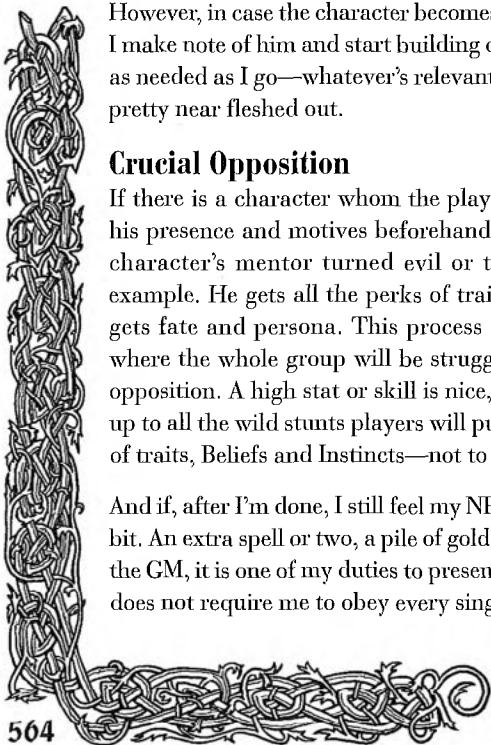 However, in case the character become
I make note of him and start building
as needed as I go—whatever's relevan
pretty near fleshed out.
Crucial Opposition
If there is a character whom the play
his presence and motives beforehand
character's mentor turned evil or t
example. He gets all the perks of trai
gets fate and persona. This process
where the whole group will be strugg
opposition. A high stat or skill is nice,
up to all the wild stunts players will pu
of traits, Beliefs and Instincts—not to
And if, after I'm done, I still feel my NP
bit. An extra spell or two, a pile of gold
the GM, it is one of my duties to presen
does not require me to obey every sing
564